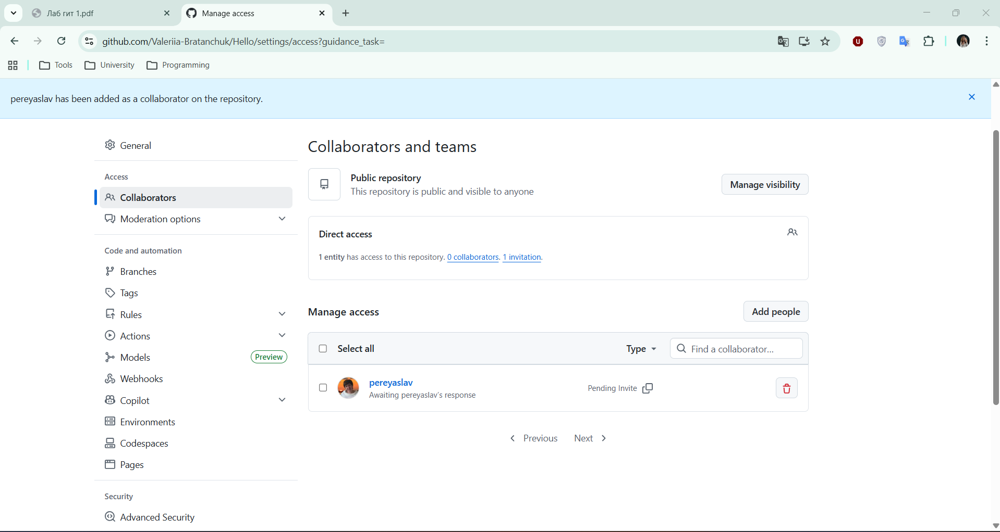 Лаб гит 1.pdf
Manage access
github.com/Valeriia-Bratanchuk/Hello/settings/access?guidance_task=
Tools
University
Programming
pereyaslav has been added as a collaborator on the repository.
General
Access
Collaborators
Moderation options
Code and automation
Branches
Tags
Rules
Actions
Models
Preview
Webhooks
Copilot
Environments
Codespaces
Pages
Security
Advanced Security
Collaborators and teams
Public repository
This repository is public and visible to anyone
Manage visibility
Direct access
1 entity has access to this repository. 0 collaborators. 1 invitation.
Manage access
Add people
Select all
Type
Find a collaborator...
pereyaslav
Awaiting pereyaslav's response
Pending Invite
Previous
Next